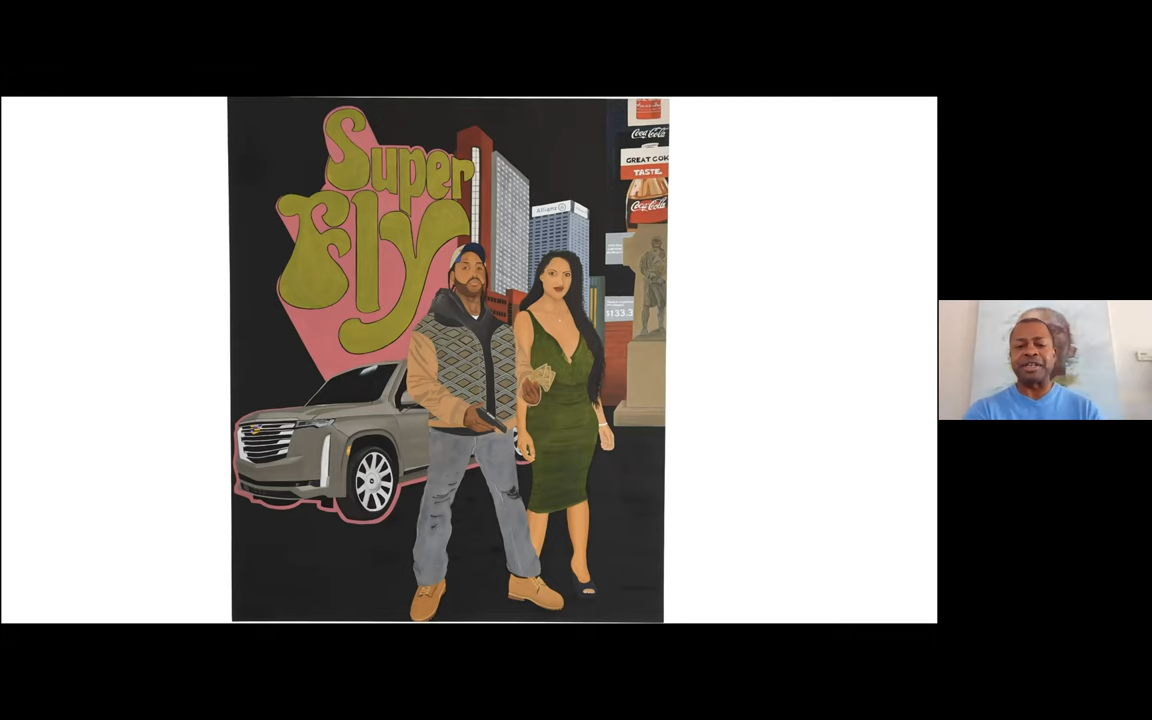 Super
Fly
Allianz
Coca-Cola
GREAT COK
TASTE.
Coca-Cola
$133.3